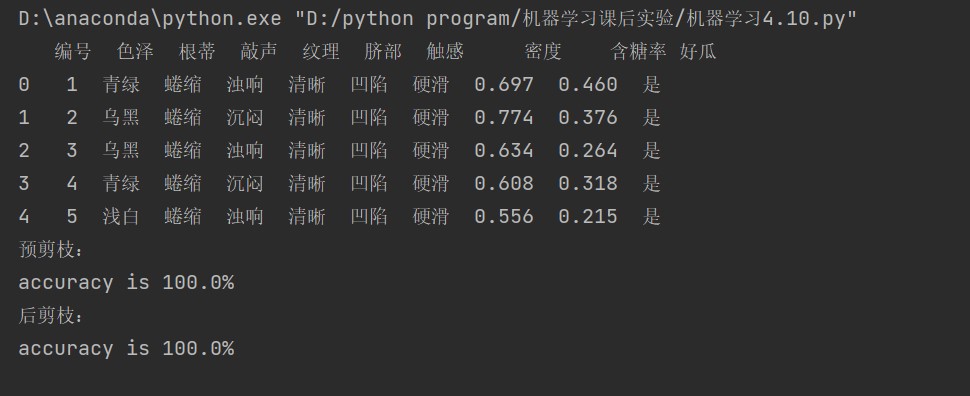 D:\anaconda\python.exe "D:/python program/机器学习课后实验/机器学习4.10.py"
编号 色泽 根蒂 敲声 纹理 脐部 触感 密度 含糖率 好瓜
0 1 青绿 蜷缩 浊响 清晰 凹陷 硬滑 0.697 0.460 是
1 2 乌黑 蜷缩 沉闷 清晰 凹陷 硬滑 0.774 0.376 是
2 3 乌黑 蜷缩 浊响 清晰 凹陷 硬滑 0.634 0.264 是
3 4 青绿 蜷缩 沉闷 清晰 凹陷 硬滑 0.608 0.318 是
4 5 浅白 蜷缩 浊响 清晰 凹陷 硬滑 0.556 0.215 是
预剪枝：
accuracy is 100.0%
后剪枝：
accuracy is 100.0%